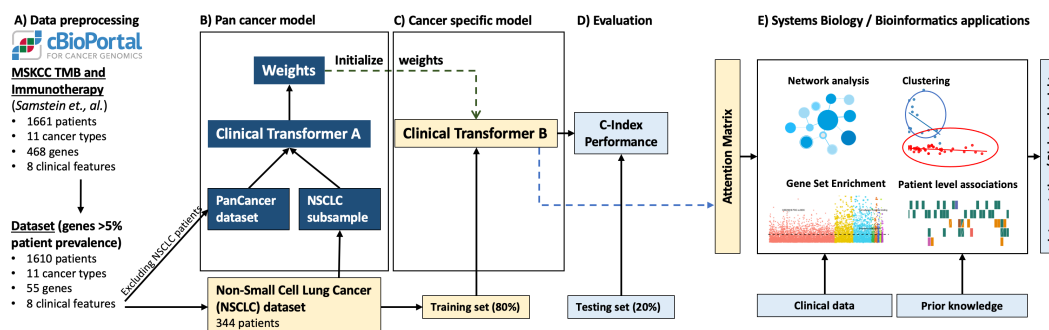 A) Data preprocessing
cBioPortal
FOR CANCER GENOMICS
MSKCC TMB and
Immunotherapy
(Samstein et., al.)
• 1661 patients
• 11 cancer types
• 468 genes
• 8 clinical features
Dataset (genes >5%
patient prevalence)
• 1610 patients
• 11 cancer types
• 55 genes
• 8 clinical features
Excluding NSCLC patients
B) Pan cancer model
Weights
Initialize weights
Clinical Transformer A
PanCancer
dataset
NSCLC
subsample
Non-Small Cell Lung Cancer
(NSCLC) dataset
344 patients
C) Cancer specific model
Clinical Transformer B
Training set (80%)
D) Evaluation
C-Index
Performance
Testing set (20%)
Attention Matrix
E) Systems Biology / Bioinformatics applications
Network analysis
Clustering
Gene Set Enrichment
Patient level associations
Clinical data
Prior knowledge